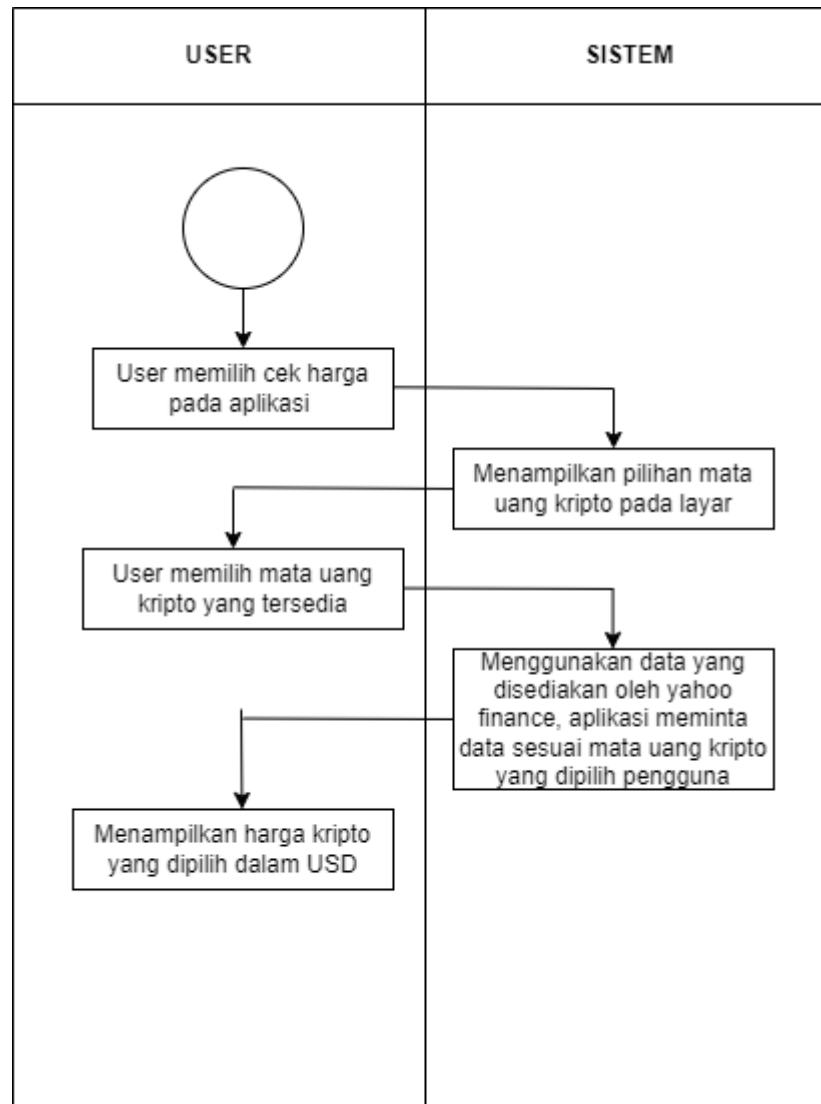 USER
SISTEM
User memilih cek harga
pada aplikasi
Menampilkan pilihan mata
uang kripto pada layar
User memilih mata uang
kripto yang tersedia
Menggunakan data yang
disediakan oleh yahoo
finance, aplikasi meminta
data sesuai mata uang kripto
yang dipilih pengguna
Menampilkan harga kripto
yang dipilih dalam USD